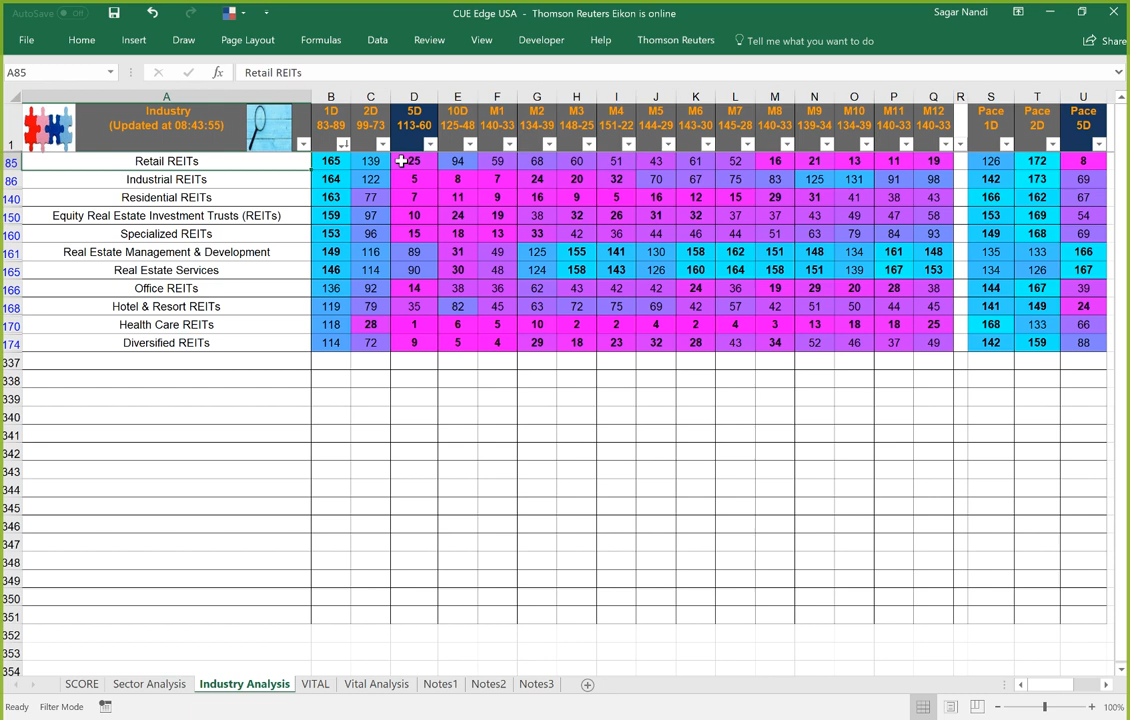 AutoSave Off CUE Edge USA - Thomson Reuters Eikon is online Sagar Nandi
File Home Insert Draw Page Layout Formulas Data Review View Developer Help Thomson Reuters Tell me what you want to do Share
A85 fx Retail REITs
A B C D E F G H I J K L M N O P Q R S T U
Industry 1D 2D 5D 10D M1 M2 M3 M4 M5 M6 M7 M8 M9 M10 M11 M12 Pace Pace Pace
(Updated at 08:43:55) 83-89 99-73 113-60 125-48 140-33 134-39 148-25 151-22 144-29 143-30 145-28 140-33 139-34 134-39 140-33 140-33 1D 2D 5D
1
85 Retail REITs 165 139 25 94 59 68 60 51 43 61 52 16 21 13 11 19 126 172 8
86 Industrial REITs 164 122 5 8 7 24 20 32 70 67 75 83 125 131 91 98 142 173 69
140 Residential REITs 163 77 7 11 9 16 9 5 16 12 15 29 31 41 38 43 166 162 67
150 Equity Real Estate Investment Trusts (REITs) 159 97 10 24 19 38 32 26 31 32 37 37 43 49 47 58 153 169 54
160 Specialized REITs 153 96 15 18 13 33 42 36 44 46 44 51 63 79 84 93 149 168 69
161 Real Estate Management & Development 149 116 89 31 49 125 155 141 130 158 162 151 148 134 161 148 135 133 166
165 Real Estate Services 146 114 90 30 48 124 158 143 126 160 164 158 151 139 167 153 134 126 167
166 Office REITs 136 92 14 38 36 62 43 42 42 24 36 19 29 20 28 38 144 167 39
168 Hotel & Resort REITs 119 79 35 82 45 63 72 75 69 42 57 42 51 50 44 45 141 149 24
170 Health Care REITs 118 28 1 6 5 10 2 2 4 2 4 3 13 18 18 25 168 133 66
174 Diversified REITs 114 72 9 5 4 29 18 23 32 28 43 34 52 46 37 49 142 159 88
337
338
339
340
341
342
343
344
345
346
347
348
349
350
351
352
353
354
SCORE Sector Analysis Industry Analysis VITAL Vital Analysis Notes1 Notes2 Notes3
Ready Filter Mode 100%